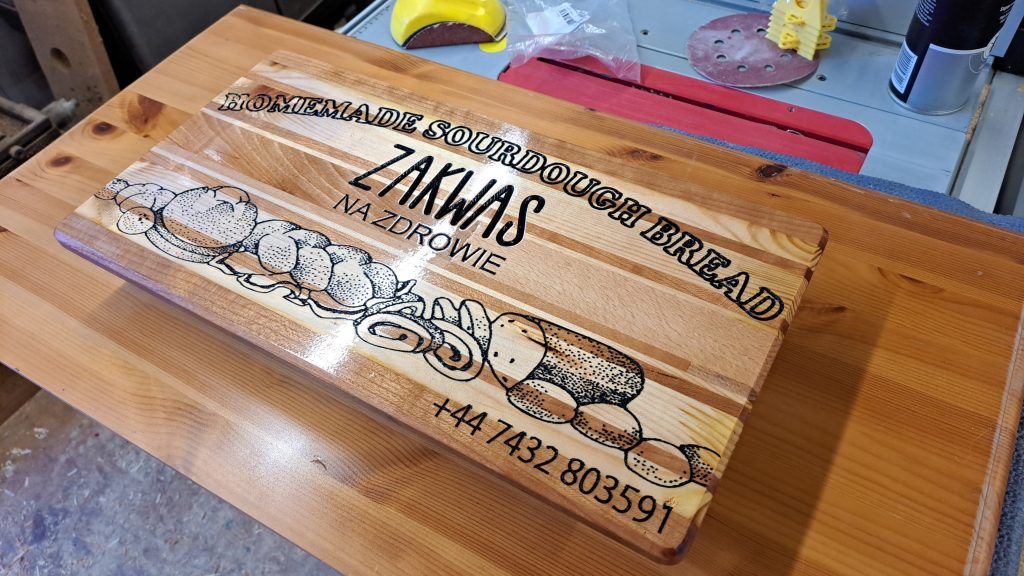 HOMEMADE SOURDOUGH BREAD
ZAKWAS
NA ZDROWIE
+44 7432 803591